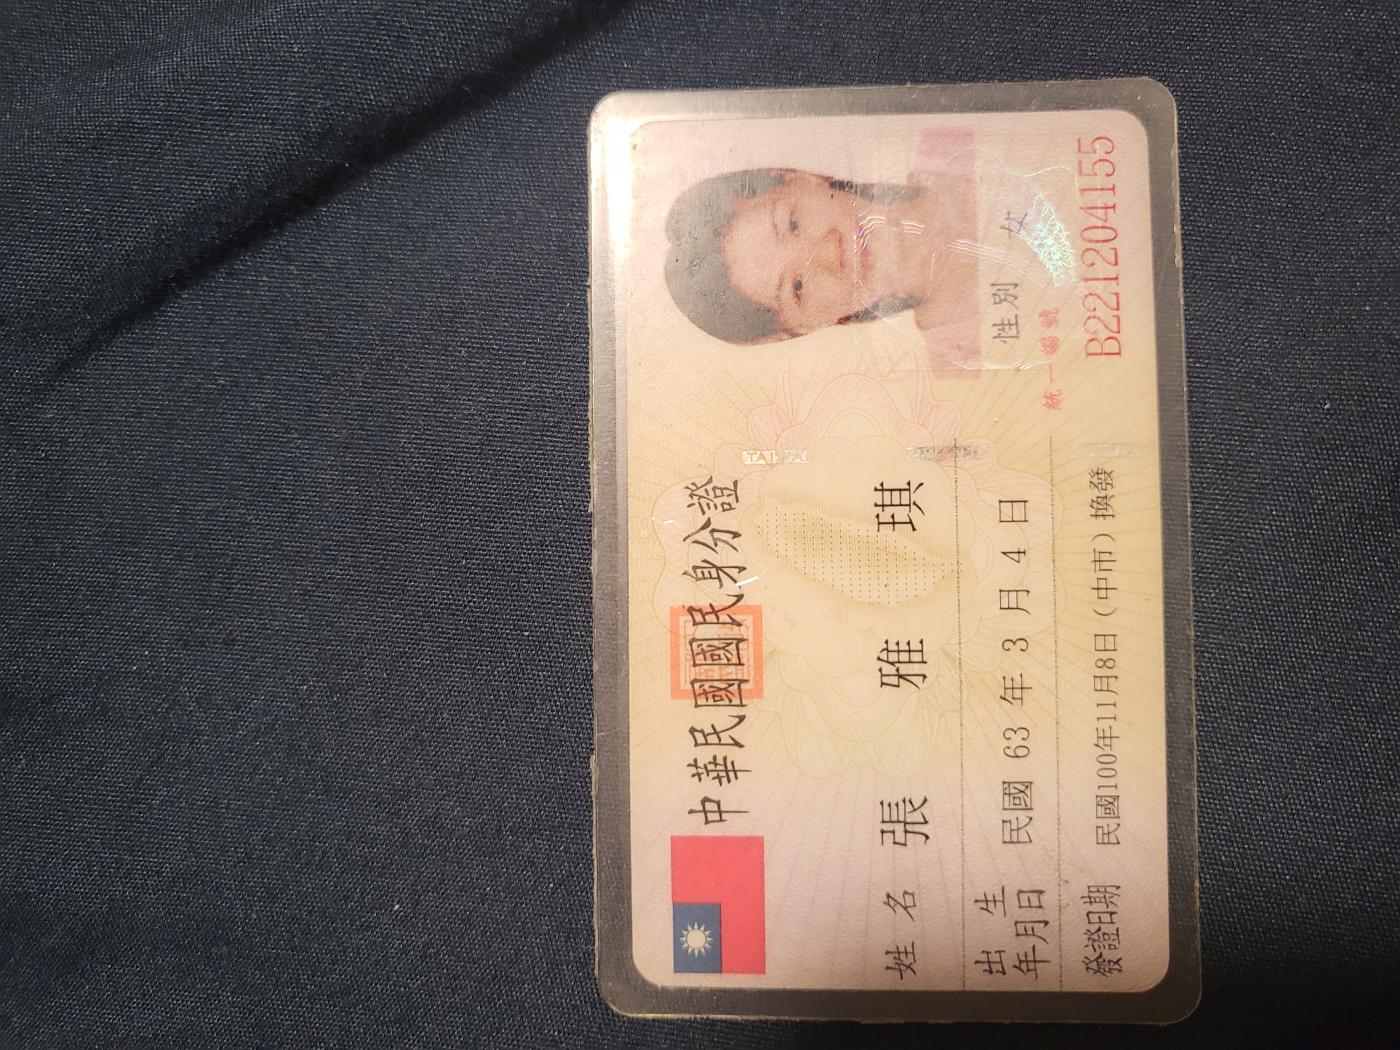 中華民國國民身分證
姓名 張雅琪
出生年月日 民國 63 年 3 月 4 日
發證日期 民國100年11月8日（中市）換發
性別 女
統一編號
B221204155